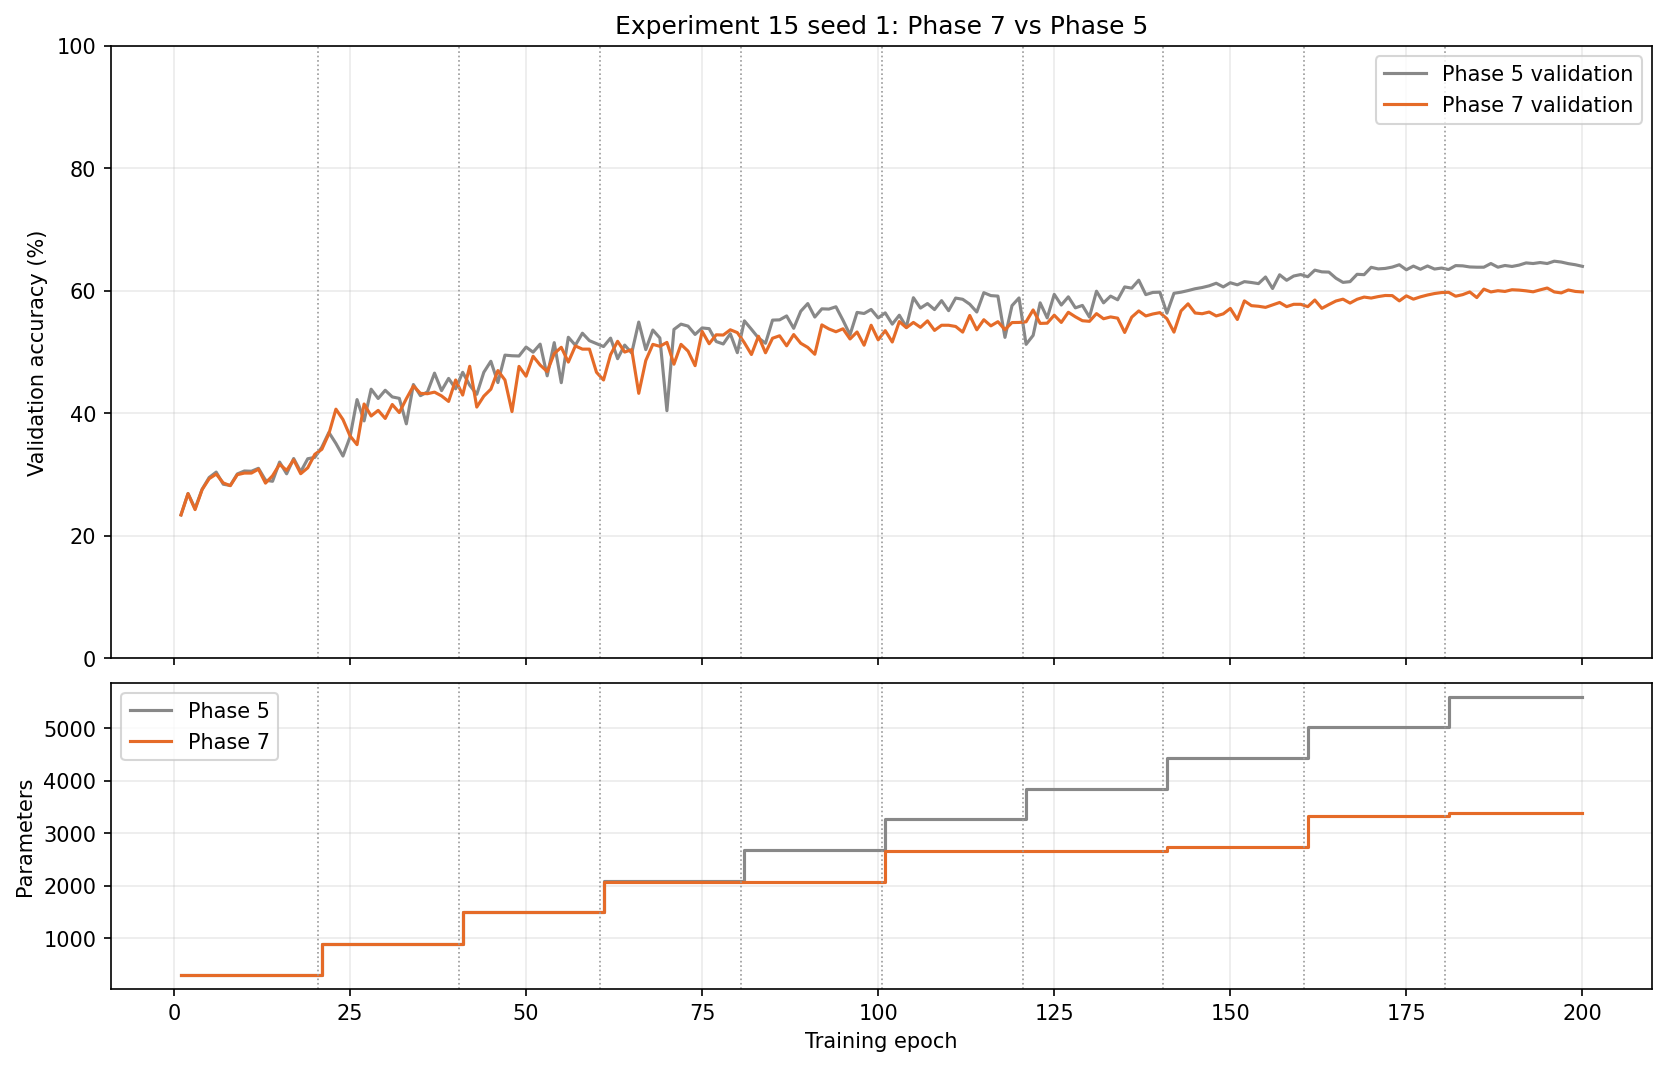 Experiment 15 seed 1: Phase 7 vs Phase 5
Validation accuracy (%)
100
80
60
40
20
0
Phase 5 validation
Phase 7 validation
Parameters
5000
4000
3000
2000
1000
Phase 5
Phase 7
0 25 50 75 100 125 150 175 200
Training epoch